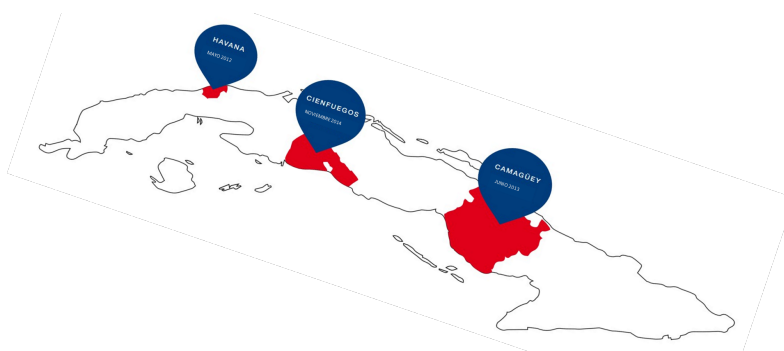 HAVANA
MAYO 2012
CIENFUEGOS
NOVIEMBRE 2014
CAMAGÜEY
JUNIO 2013